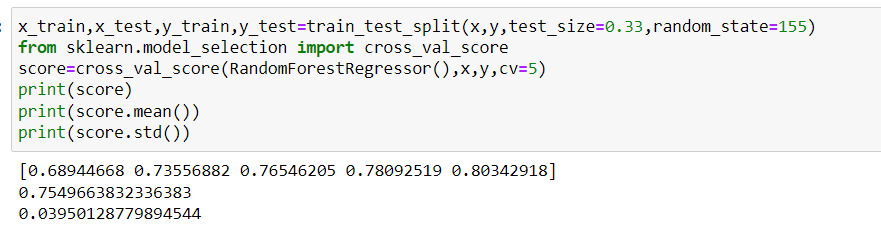 x_train,x_test,y_train,y_test=train_test_split(x,y,test_size=0.33,random_state=155)
from sklearn.model_selection import cross_val_score
score=cross_val_score(RandomForestRegressor(),x,y,cv=5)
print(score)
print(score.mean())
print(score.std())
[0.68944668 0.73556882 0.76546205 0.78092519 0.80342918]
0.7549663832336383
0.03950128779894544